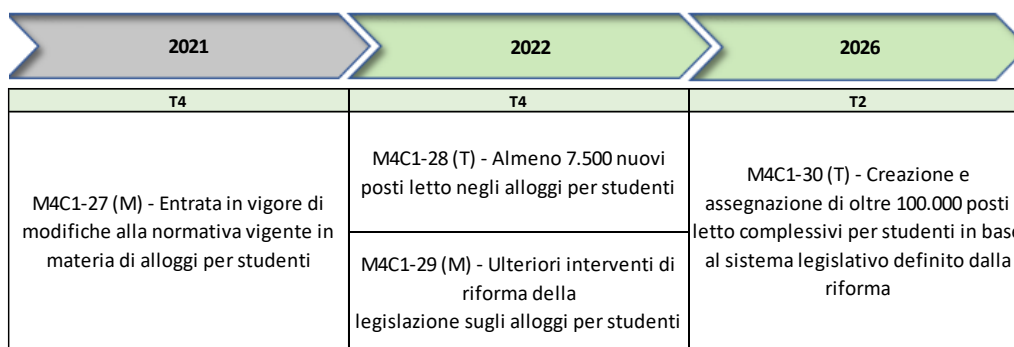 2021
2022
2026
T4
T4
T2
M4C1-27 (M) - Entrata in vigore di
modifiche alla normativa vigente in
materia di alloggi per studenti
M4C1-28 (T) - Almeno 7.500 nuovi
posti letto negli alloggi per studenti
M4C1-29 (M) - Ulteriori interventi di
riforma della
legislazione sugli alloggi per studenti
M4C1-30 (T) - Creazione e
assegnazione di oltre 100.000 posti
letto complessivi per studenti in base
al sistema legislativo definito dalla
riforma